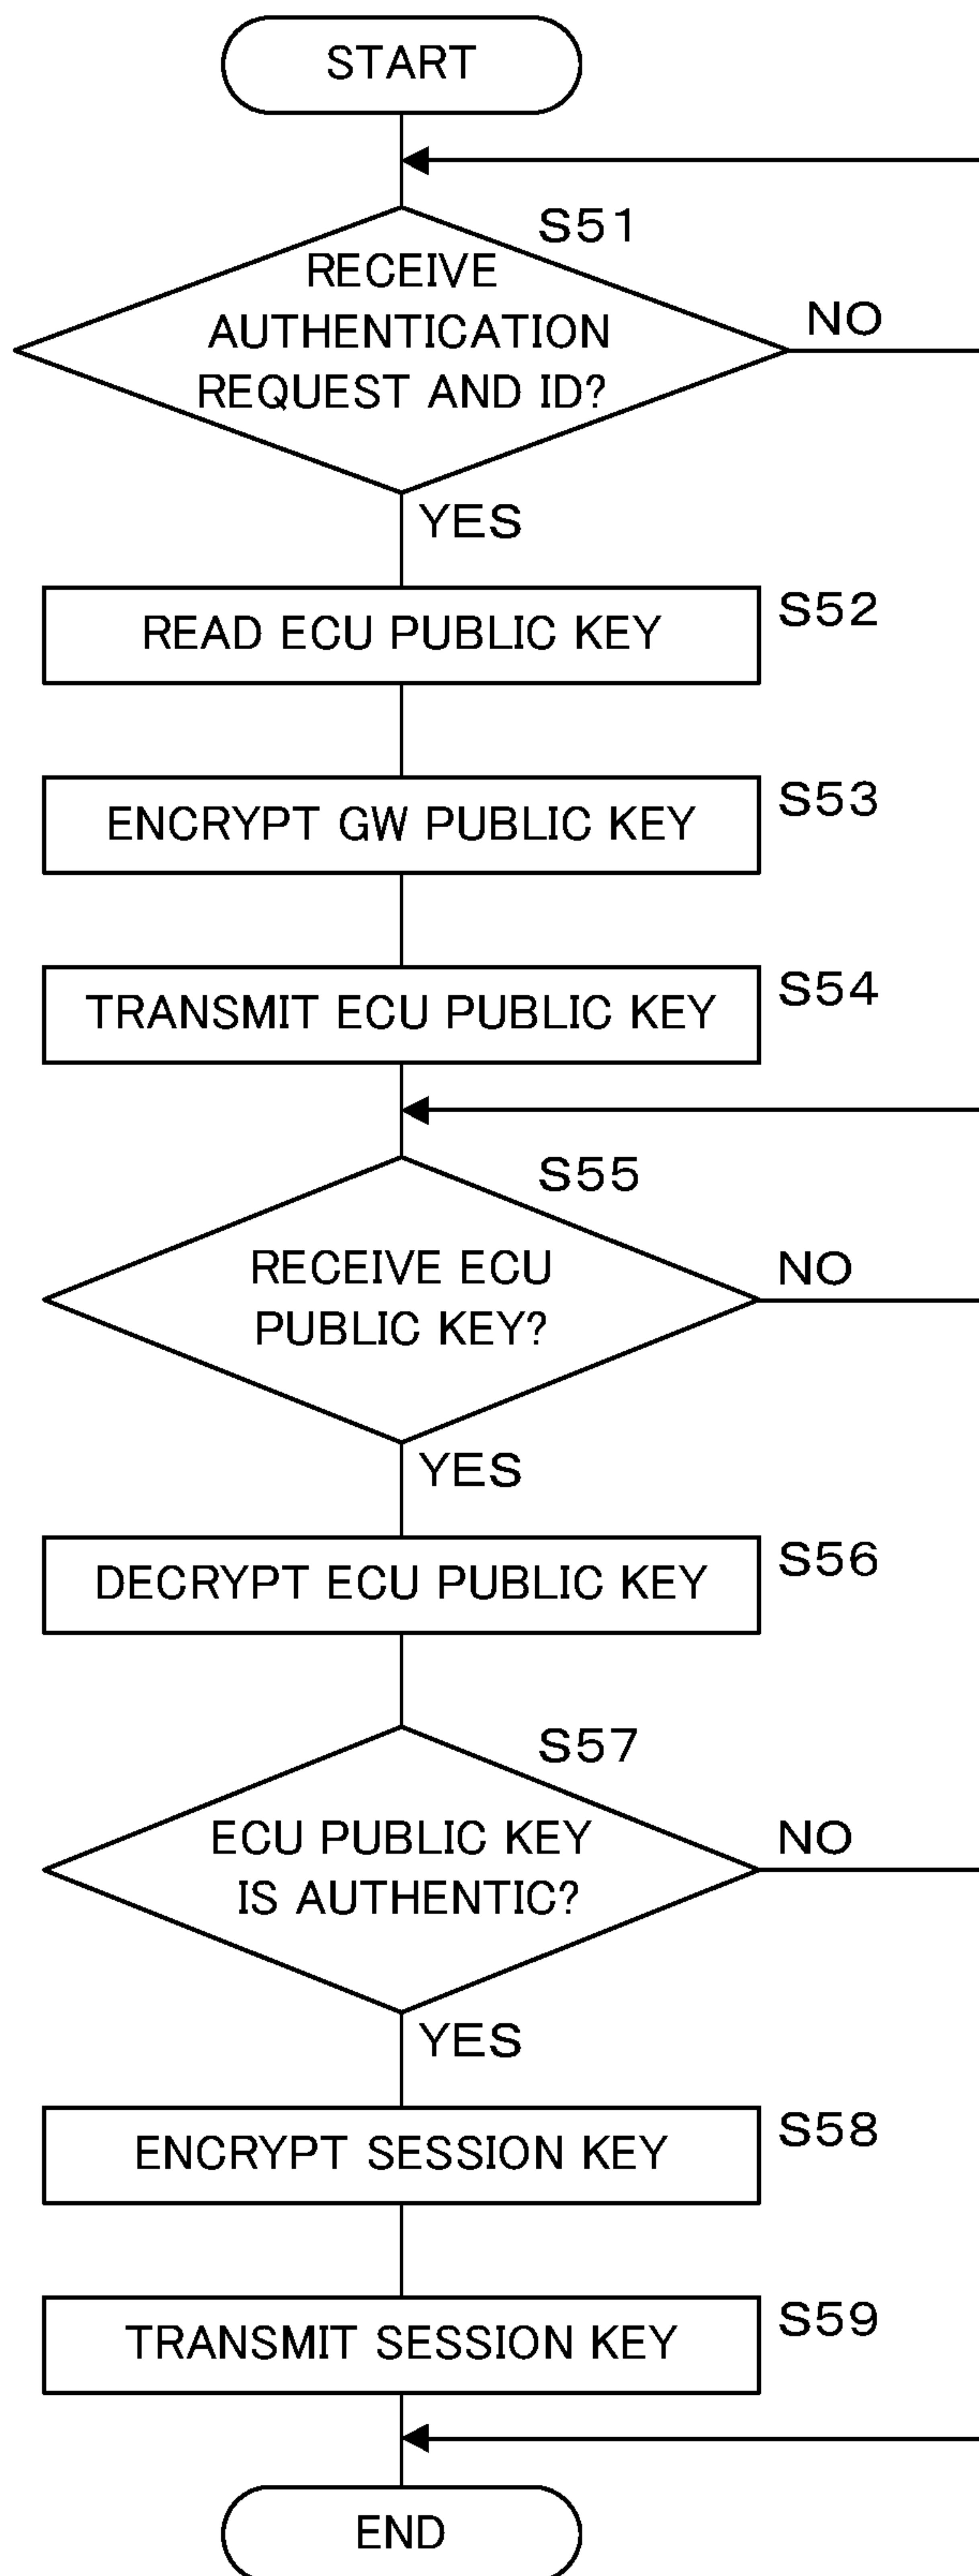 START
S51
RECEIVE
AUTHENTICATION
REQUEST AND ID?
NO
YES
READ ECU PUBLIC KEY
S52
ENCRYPT GW PUBLIC KEY
S53
TRANSMIT ECU PUBLIC KEY
S54
S55
RECEIVE ECU
PUBLIC KEY?
NO
YES
DECRYPT ECU PUBLIC KEY
S56
S57
ECU PUBLIC KEY
IS AUTHENTIC?
NO
YES
ENCRYPT SESSION KEY
S58
TRANSMIT SESSION KEY
S59
END